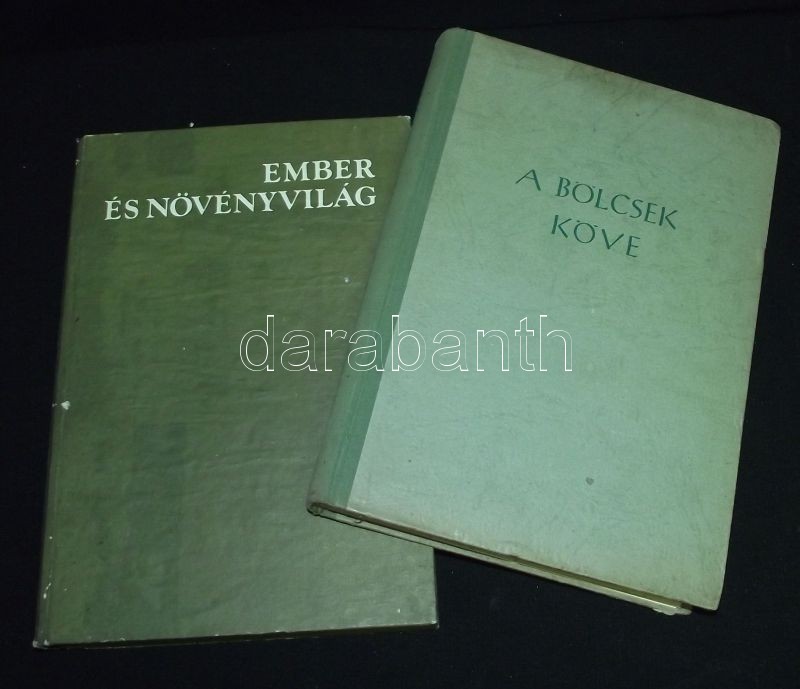 EMBER
ÉS NÖVÉNYVILÁG
A BÖLCSEK
KÖVE
darabanth